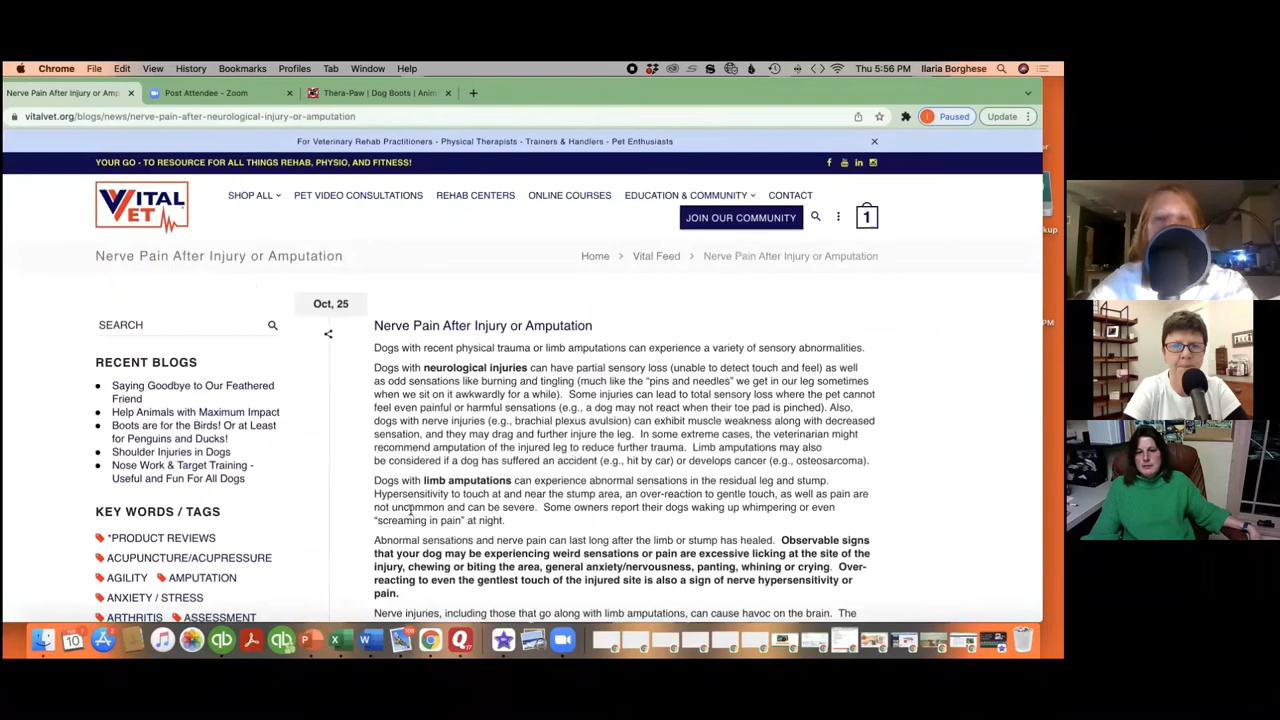 Chrome File Edit View History Bookmarks Profiles Tab Window Help Thu 5:56 PM Ilaria Borghese
Nerve Pain After Injury or Amp Post Attendee - Zoom Thera-Paw | Dog Boots | Anim
vitalvet.org/blogs/news/nerve-pain-after-neurological-injury-or-amputation Paused Update
For Veterinary Rehab Practitioners - Physical Therapists - Trainers & Handlers - Pet Enthusiasts
YOUR GO - TO RESOURCE FOR ALL THINGS REHAB, PHYSIO, AND FITNESS!
VITAL VET
SHOP ALL PET VIDEO CONSULTATIONS REHAB CENTERS ONLINE COURSES EDUCATION & COMMUNITY CONTACT
JOIN OUR COMMUNITY 1
Nerve Pain After Injury or Amputation Home > Vital Feed > Nerve Pain After Injury or Amputation
Oct, 25
SEARCH
RECENT BLOGS
Saying Goodbye to Our Feathered
Friend
Help Animals with Maximum Impact
Boots are for the Birds! Or at Least
for Penguins and Ducks!
Shoulder Injuries in Dogs
Nose Work & Target Training -
Useful and Fun For All Dogs
KEY WORDS / TAGS
*PRODUCT REVIEWS
ACUPUNCTURE/ACUPRESSURE
AGILITY AMPUTATION
ANXIETY / STRESS
ARTHRITIS ASSESSMENT
Nerve Pain After Injury or Amputation
Dogs with recent physical trauma or limb amputations can experience a variety of sensory abnormalities.
Dogs with neurological injuries can have partial sensory loss (unable to detect touch and feel) as well
as odd sensations like burning and tingling (much like the “pins and needles” we get in our leg sometimes
when we sit on it awkwardly for a while). Some injuries can lead to total sensory loss where the pet cannot
feel even painful or harmful sensations (e.g., a dog may not react when their toe pad is pinched). Also,
dogs with nerve injuries (e.g., brachial plexus avulsion) can exhibit muscle weakness along with decreased
sensation, and they may drag and further injure the leg. In some extreme cases, the veterinarian might
recommend amputation of the injured leg to reduce further trauma. Limb amputations may also
be considered if a dog has suffered an accident (e.g., hit by car) or develops cancer (e.g., osteosarcoma).
Dogs with limb amputations can experience abnormal sensations in the residual leg and stump.
Hypersensitivity to touch at and near the stump area, an over-reaction to gentle touch, as well as pain are
not uncommon and can be severe. Some owners report their dogs waking up whimpering or even
“screaming in pain” at night.
Abnormal sensations and nerve pain can last long after the limb or stump has healed. Observable signs
that your dog may be experiencing weird sensations or pain are excessive licking at the site of the
injury, chewing or biting the area, general anxiety/nervousness, panting, whining or crying. Over-
reacting to even the gentlest touch of the injured site is also a sign of nerve hypersensitivity or
pain.
Nerve injuries, including those that go along with limb amputations, can cause havoc on the brain. The